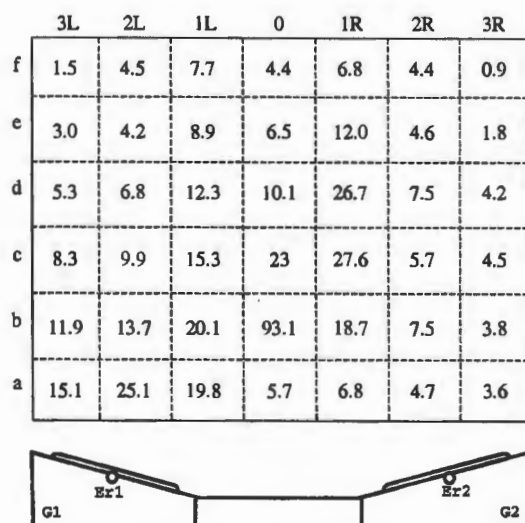 3L 2L 1L 0 1R 2R 3R
f 1.5 4.5 7.7 4.4 6.8 4.4 0.9
e 3.0 4.2 8.9 6.5 12.0 4.6 1.8
d 5.3 6.8 12.3 10.1 26.7 7.5 4.2
c 8.3 9.9 15.3 23 27.6 5.7 4.5
b 11.9 13.7 20.1 93.1 18.7 7.5 3.8
a 15.1 25.1 19.8 5.7 6.8 4.7 3.6
Er1 Er2
G1 G2